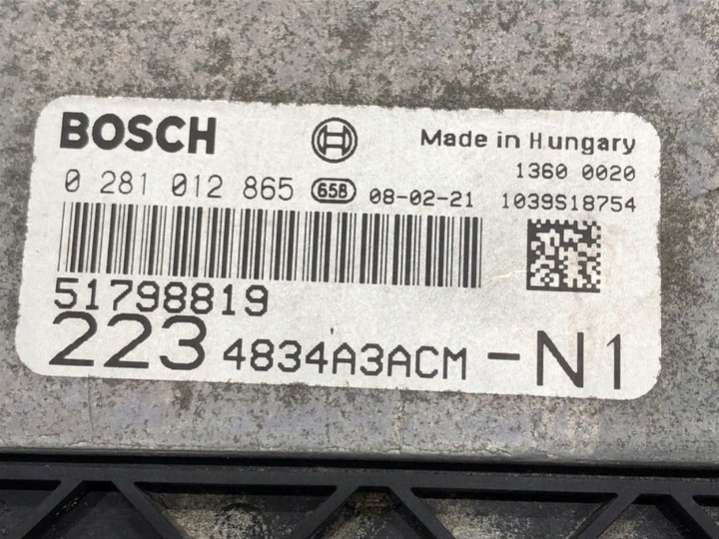 BOSCH Made in Hungary
1360 0020
0 281 012 865 658 08-02-21 1039S18754
51798819
223 4834A3ACM - N1